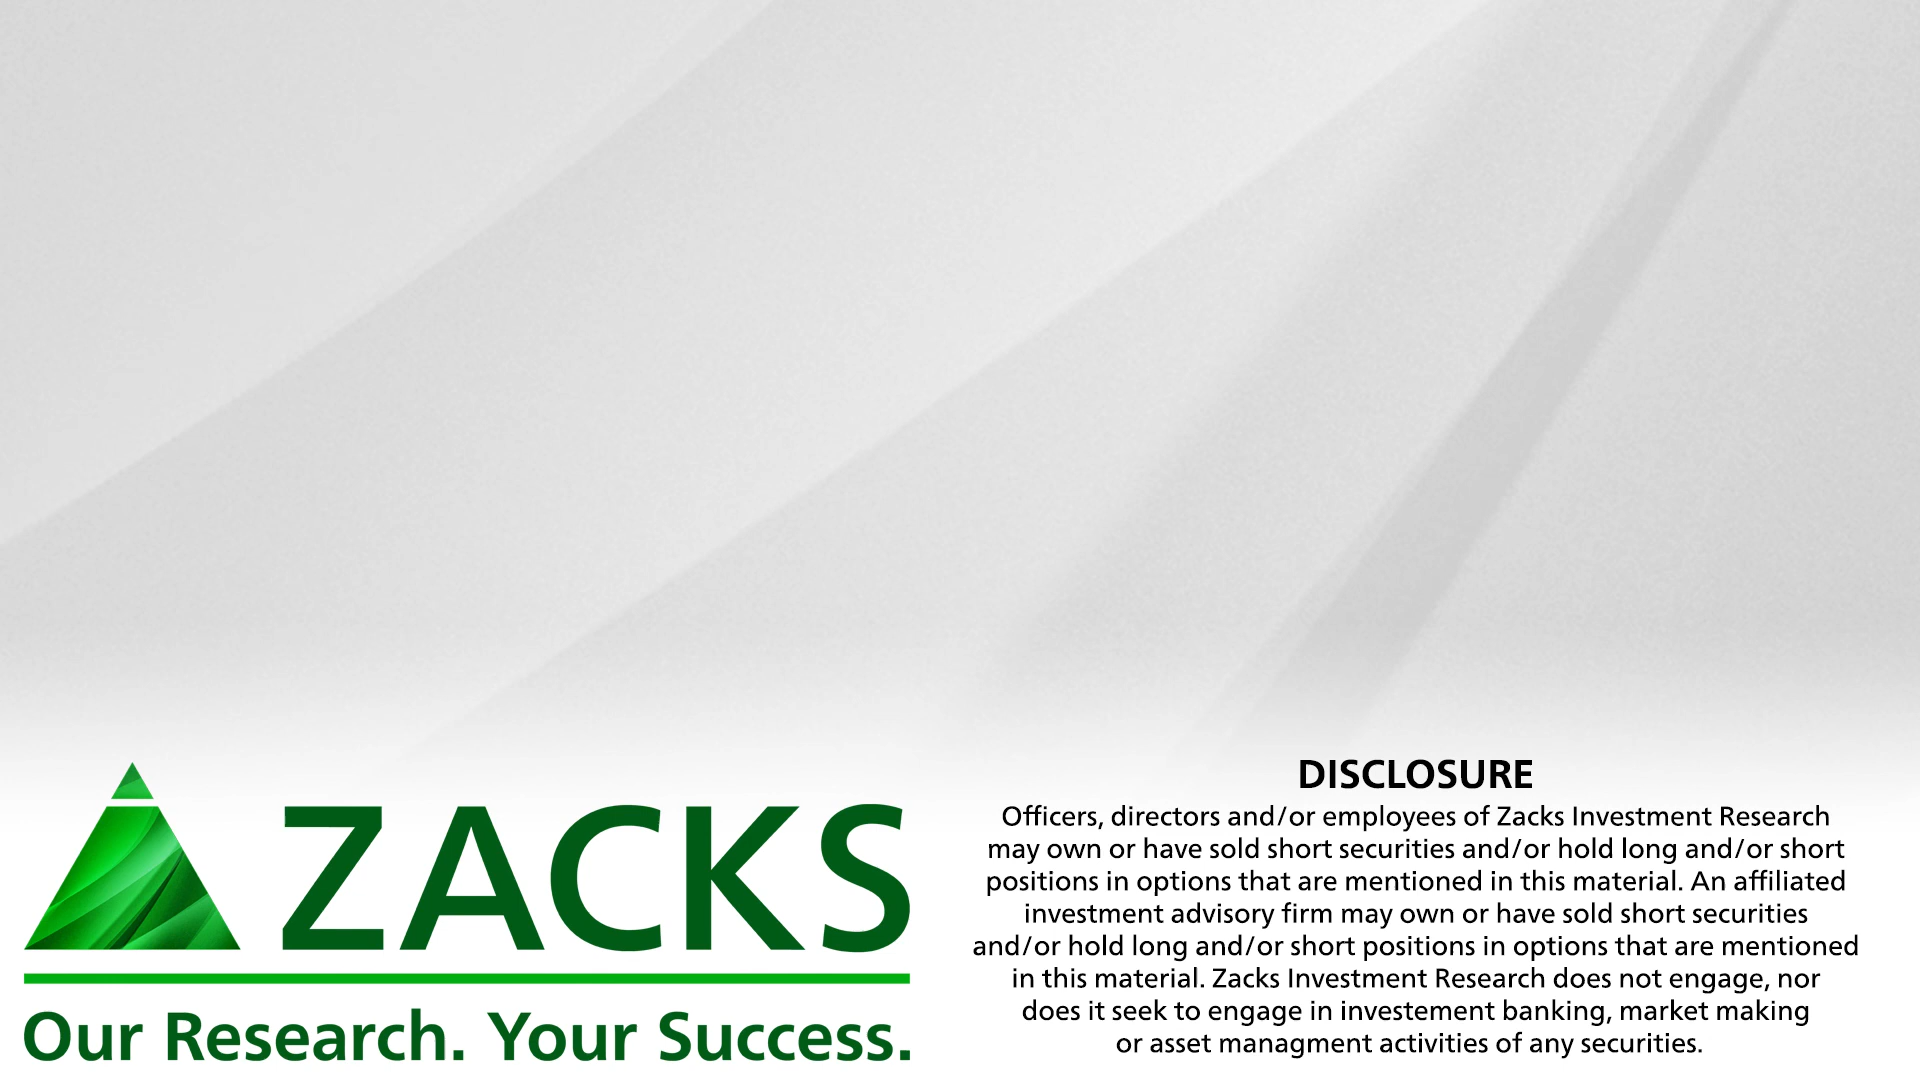 ZACKS
Our Research. Your Success.
DISCLOSURE
Officers, directors and/or employees of Zacks Investment Research
may own or have sold short securities and/or hold long and/or short
positions in options that are mentioned in this material. An affiliated
investment advisory firm may own or have sold short securities
and/or hold long and/or short positions in options that are mentioned
in this material. Zacks Investment Research does not engage, nor
does it seek to engage in investement banking, market making
or asset managment activities of any securities.